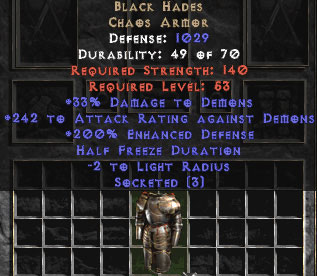 Black Hades
Chaos Armor
Defense: 1029
Durability: 49 of 70
Required Strength: 140
Required Level: 53
+33% Damage to Demons
+242 to Attack Rating against Demons
+200% Enhanced Defense
Half Freeze Duration
-2 to Light Radius
Socketed (3)